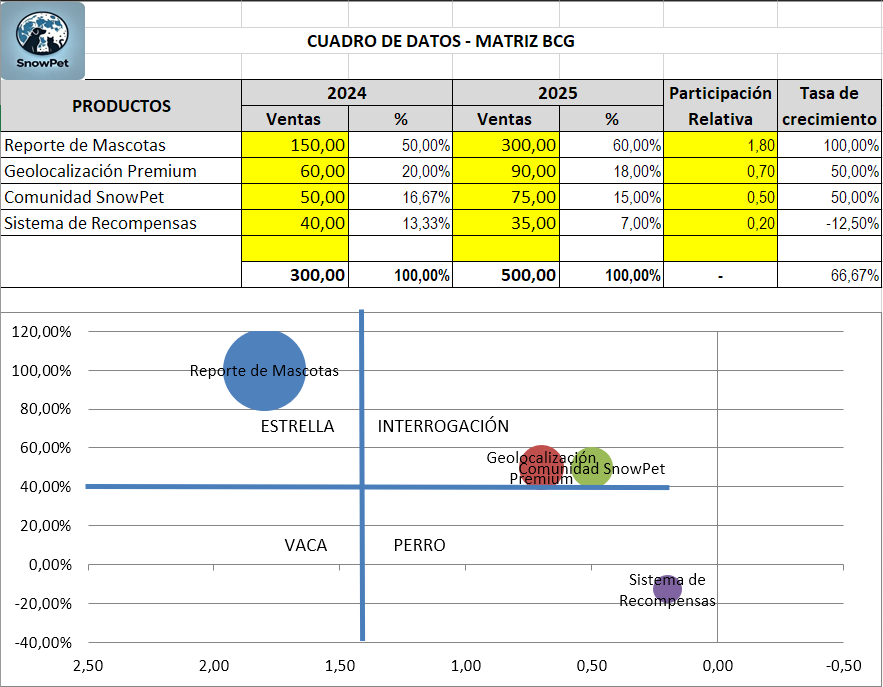 SnowPet
CUADRO DE DATOS - MATRIZ BCG
PRODUCTOS 2024 2025 Participación Relativa Tasa de crecimiento
Ventas % Ventas %
Reporte de Mascotas 150,00 50,00% 300,00 60,00% 1,80 100,00%
Geolocalización Premium 60,00 20,00% 90,00 18,00% 0,70 50,00%
Comunidad SnowPet 50,00 16,67% 75,00 15,00% 0,50 50,00%
Sistema de Recompensas 40,00 13,33% 35,00 7,00% 0,20 -12,50%
300,00 100,00% 500,00 100,00% - 66,67%
120,00%
100,00% Reporte de Mascotas
80,00%
ESTRELLA INTERROGACIÓN
60,00%
Geolocalización
Premium
Comunidad SnowPet
40,00%
20,00%
VACA PERRO
0,00%
Sistema de
Recompensas
-20,00%
-40,00%
2,50 2,00 1,50 1,00 0,50 0,00 -0,50